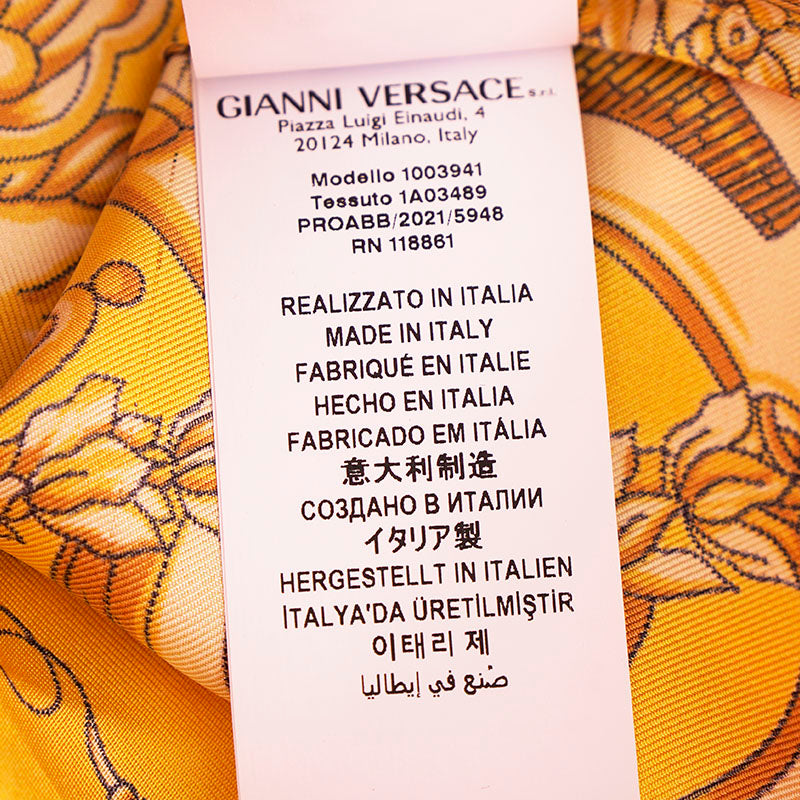 GIANNI VERSACE S.r.l.
Piazza Luigi Einaudi, 4
20124 Milano, Italy
Modello 1003941
Tessuto 1A03489
PROABB/2021/5948
RN 118861
REALIZZATO IN ITALIA
MADE IN ITALY
FABRIQUÉ EN ITALIE
HECHO EN ITALIA
FABRICADO EM ITÁLIA
意大利制造
СОЗДАНО В ИТАЛИИ
イタリア製
HERGESTELLT IN ITALIEN
İTALYA'DA ÜRETİLMİŞTİR
이태리 제
صُنع في إيطاليا